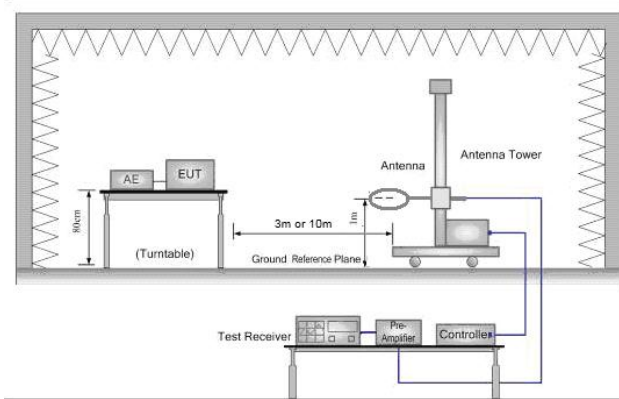 Antenna
Antenna Tower
AE
EUT
80cm
3m or 10m
1m
(Turntable)
Ground Reference Plane
Test Receiver
Pre-
Amplifier
Controller